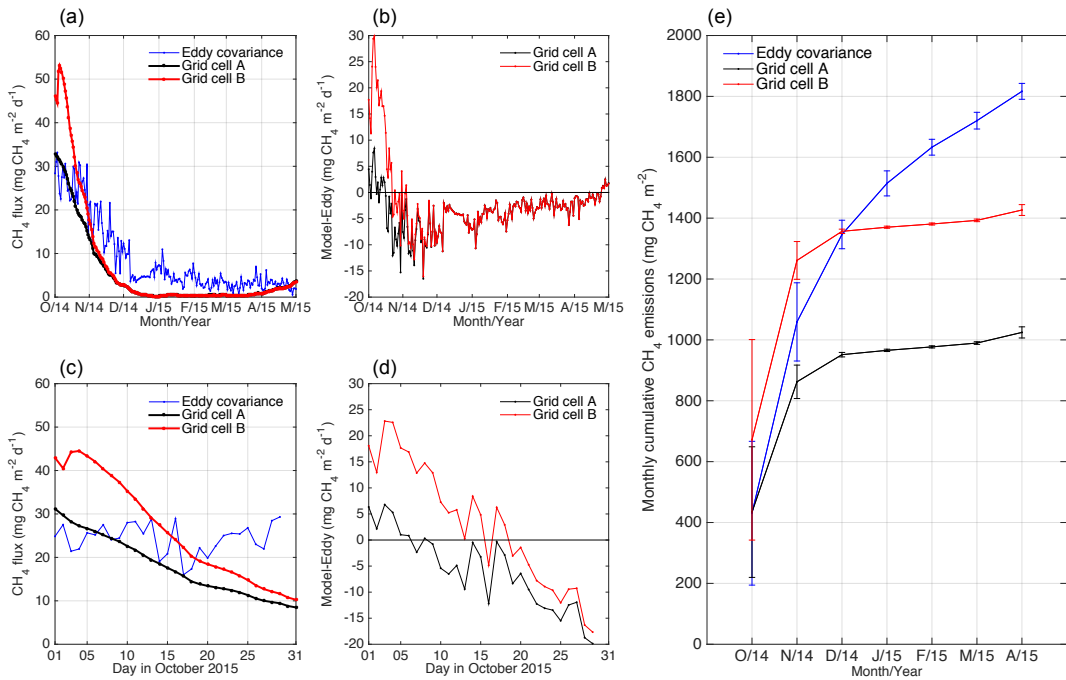 (a)
CH4 flux (mg CH4 m-2 d-1)
60
50
40
30
20
10
0
Eddy covariance
Grid cell A
Grid cell B
O/14 N/14 D/14 J/15 F/15 M/15 A/15 M/15
Month/Year
(b)
Model-Eddy (mg CH4 m-2 d-1)
30
25
20
15
10
5
0
-5
-10
-15
-20
Grid cell A
Grid cell B
O/14 N/14 D/14 J/15 F/15 M/15 A/15 M/15
Month/Year
(c)
CH4 flux (mg CH4 m-2 d-1)
60
50
40
30
20
10
0
Eddy covariance
Grid cell A
Grid cell B
01 05 10 15 20 25 31
Day in October 2015
(d)
Model-Eddy (mg CH4 m-2 d-1)
30
25
20
15
10
5
0
-5
-10
-15
-20
Grid cell A
Grid cell B
01 05 10 15 20 25 31
Day in October 2015
(e)
Monthly cumulative CH4 emissions (mg CH4 m-2)
2000
1800
1600
1400
1200
1000
800
600
400
200
0
Eddy covariance
Grid cell A
Grid cell B
O/14 N/14 D/14 J/15 F/15 M/15 A/15
Month/Year